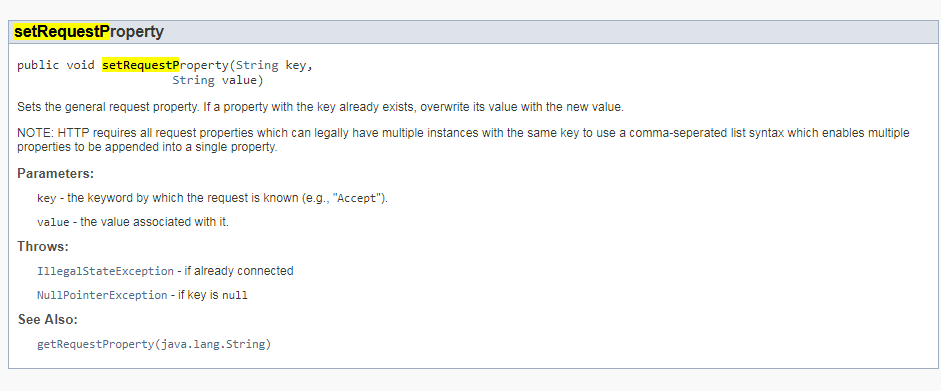 setRequestProperty
public void setRequestProperty(String key,
String value)
Sets the general request property. If a property with the key already exists, overwrite its value with the new value.
NOTE: HTTP requires all request properties which can legally have multiple instances with the same key to use a comma-seperated list syntax which enables multiple
properties to be appended into a single property.
Parameters:
key - the keyword by which the request is known (e.g., "Accept").
value - the value associated with it.
Throws:
IllegalStateException - if already connected
NullPointerException - if key is null
See Also:
getRequestProperty(java.lang.String)